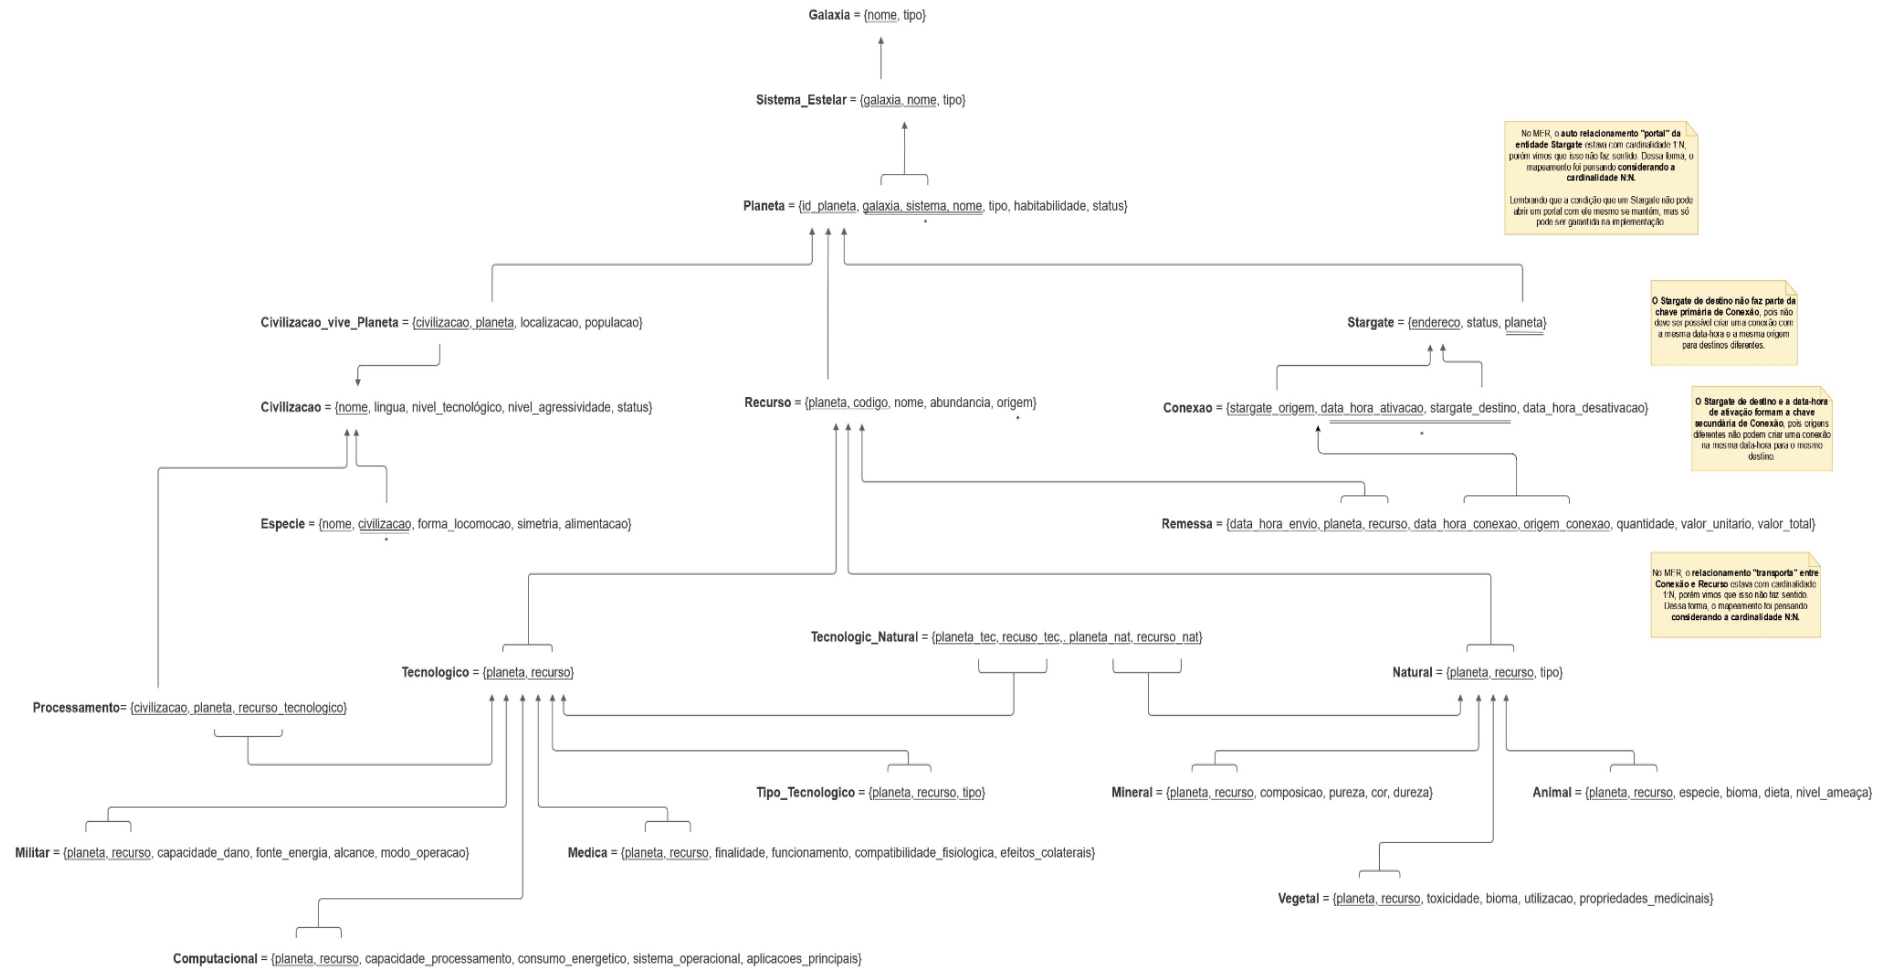 Galaxia = {nome, tipo}
Sistema_Estelar = {galaxia, nome, tipo}
No MER, o auto relacionamento "portal" da
entidade Stargate estava com cardinalidade 1:N,
porém vimos que isso não faz sentido. Dessa forma, o
mapeamento foi pensando considerando a
cardinalidade N:N.
Lembrando que a condição que um Stargate não pode
abrir um portal com ele mesmo se mantém, mas só
pode ser garantida na implementação.
Planeta = {id_planeta, galaxia, sistema, nome, tipo, habitabilidade, status}
*
O Stargate de destino não faz parte da
chave primária de Conexão, pois não
deve ser possível criar uma conexão com
a mesma data-hora e a mesma origem
para destinos diferentes.
Civilizacao_vive_Planeta = {civilizacao, planeta, localizacao, populacao}
Stargate = {endereco, status, planeta}
Civilizacao = {nome, lingua, nivel_tecnológico, nivel_agressividade, status}
Recurso = {planeta, codigo, nome, abundancia, origem}
*
Conexao = {stargate_origem, data_hora_ativacao, stargate_destino, data_hora_desativacao}
*
O Stargate de destino e a data-hora
de ativação formam a chave
secundária de Conexão, pois origens
diferentes não podem criar uma conexão
na mesma data-hora para o mesmo
destino.
Especie = {nome, civilizacao, forma_locomocao, simetria, alimentacao}
*
Remessa = {data_hora_envio, planeta, recurso, data_hora_conexao, origem_conexao, quantidade, valor_unitario, valor_total}
No MER, o relacionamento "transporta" entre
Conexão e Recurso estava com cardinalidade
1:N, porém vimos que isso não faz sentido.
Dessa forma, o mapeamento foi pensando
considerando a cardinalidade N:N.
Tecnologic_Natural = {planeta_tec, recuso_tec,, planeta_nat, recurso_nat}
Tecnologico = {planeta, recurso}
Natural = {planeta, recurso, tipo}
Processamento= {civilizacao, planeta, recurso_tecnologico}
Tipo_Tecnologico = {planeta, recurso, tipo}
Mineral = {planeta, recurso, composicao, pureza, cor, dureza}
Animal = {planeta, recurso, especie, bioma, dieta, nivel_ameaça}
Militar = {planeta, recurso, capacidade_dano, fonte_energia, alcance, modo_operacao}
Medica = {planeta, recurso, finalidade, funcionamento, compatibilidade_fisiologica, efeitos_colaterais}
Vegetal = {planeta, recurso, toxicidade, bioma, utilizacao, propriedades_medicinais}
Computacional = {planeta, recurso, capacidade_processamento, consumo_energetico, sistema_operacional, aplicacoes_principais}